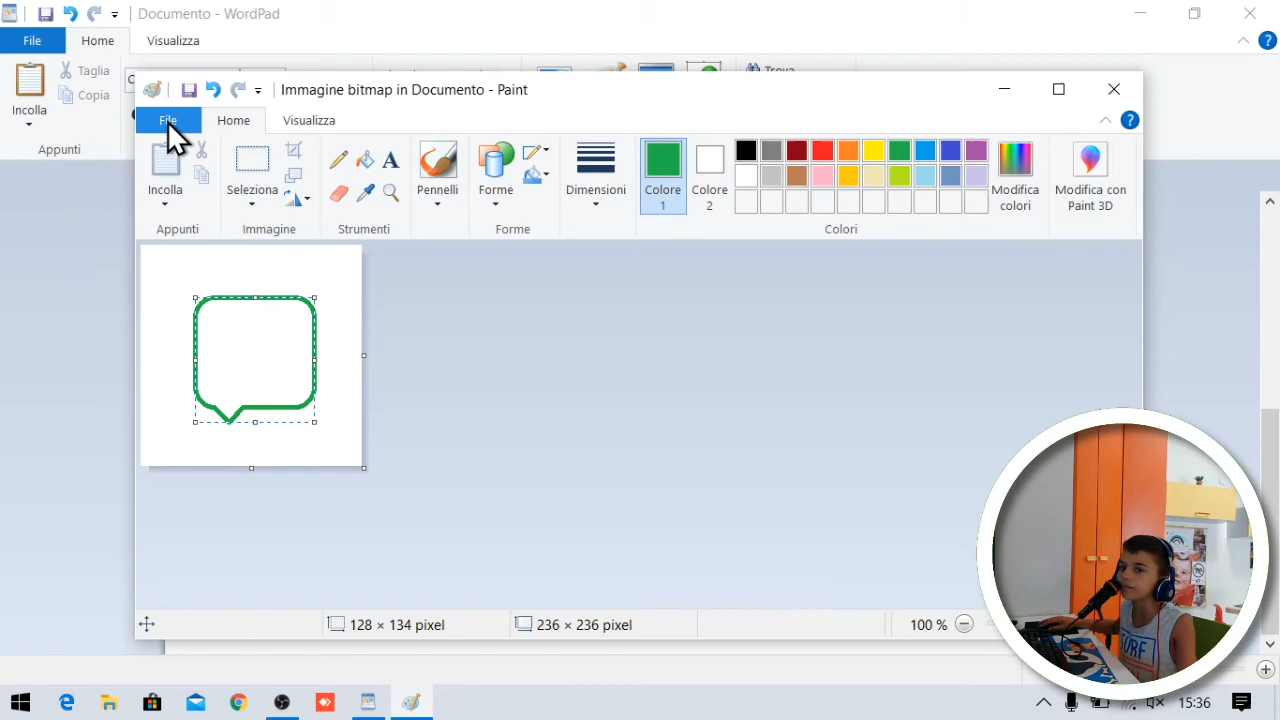 Documento - WordPad
File Home Visualizza
Incolla
Taglia
Copia
Appunti
Trova
Immagine bitmap in Documento - Paint
File Home Visualizza
Incolla
Seleziona
Pennelli
Forme
Dimensioni
Colore 1
Colore 2
Modifica colori
Modifica con Paint 3D
Appunti Immagine Strumenti Forme Colori
128 × 134 pixel 236 × 236 pixel 100 %
SURF
15:36